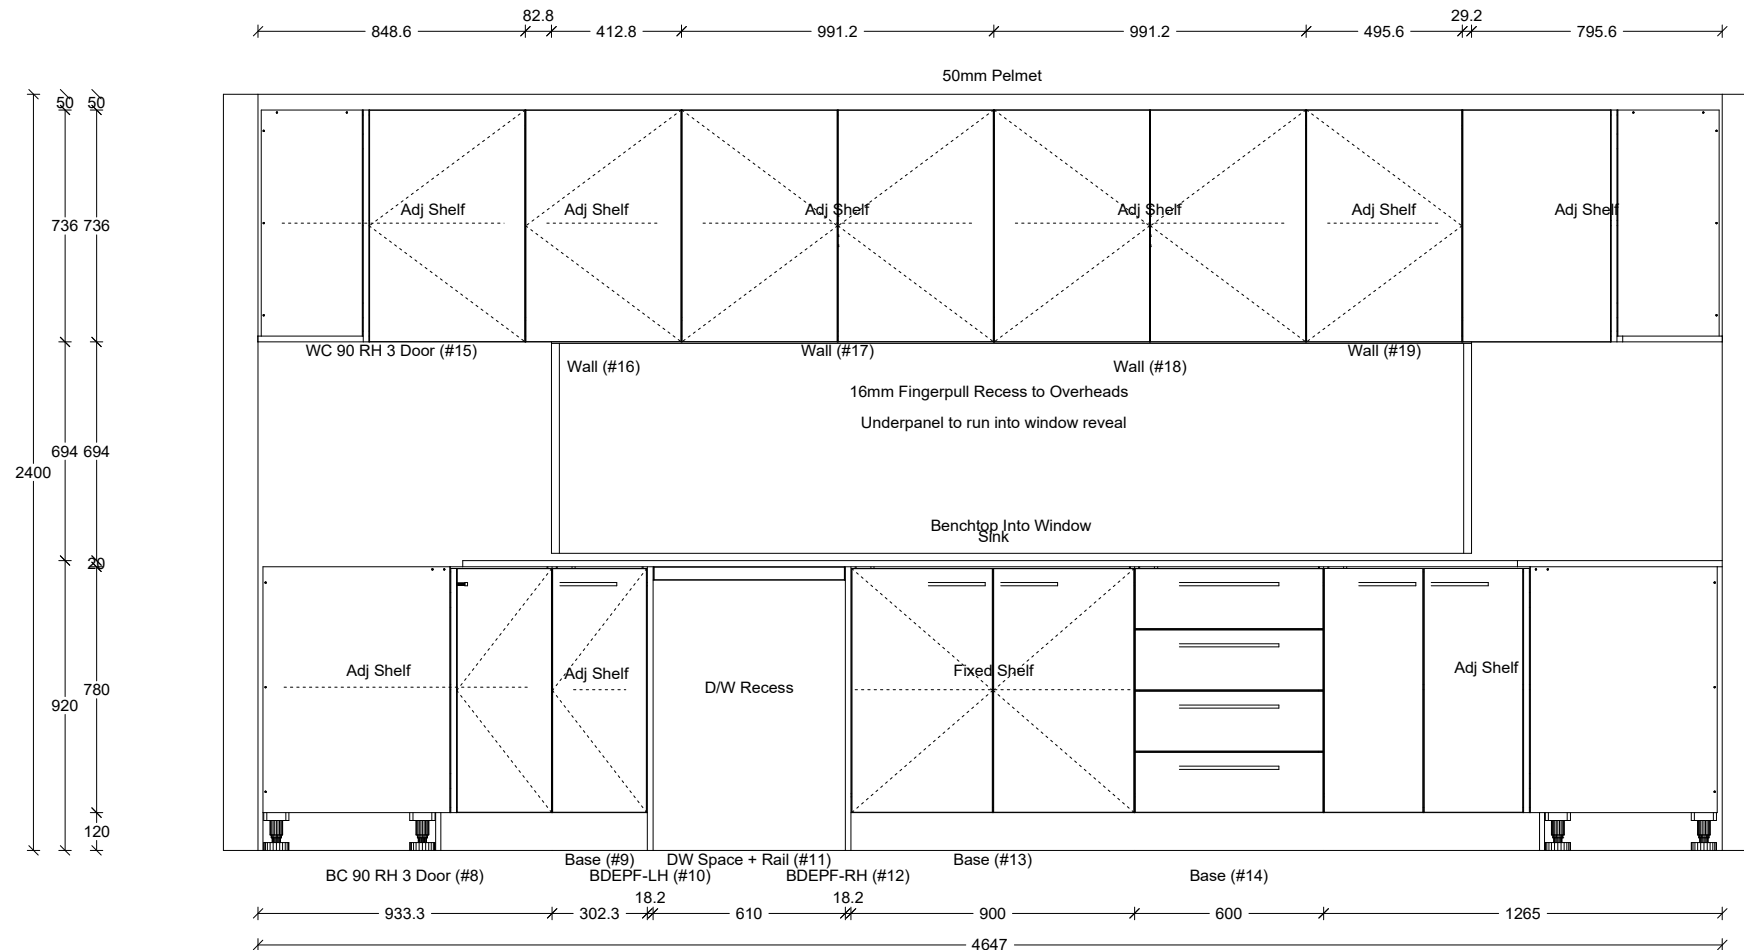 82.8 29.2
848.6 412.8 991.2 991.2 495.6 795.6
50mm Pelmet
50 50
Adj Shelf Adj Shelf Adj Shelf Adj Shelf Adj Shelf Adj Shelf
736 736
WC 90 RH 3 Door (#15) Wall (#17) Wall (#19)
Wall (#16) Wall (#18)
16mm Fingerpull Recess to Overheads
Underpanel to run into window reveal
694 694
2400
Benchtop Into Window
Sink
20
Adj Shelf Adj Shelf Fixed Shelf Adj Shelf
D/W Recess
780
920
120
Base (#9) DW Space + Rail (#11) Base (#13)
BC 90 RH 3 Door (#8) BDEPF-LH (#10) BDEPF-RH (#12) Base (#14)
18.2 18.2
933.3 302.3 610 900 600 1265
4647